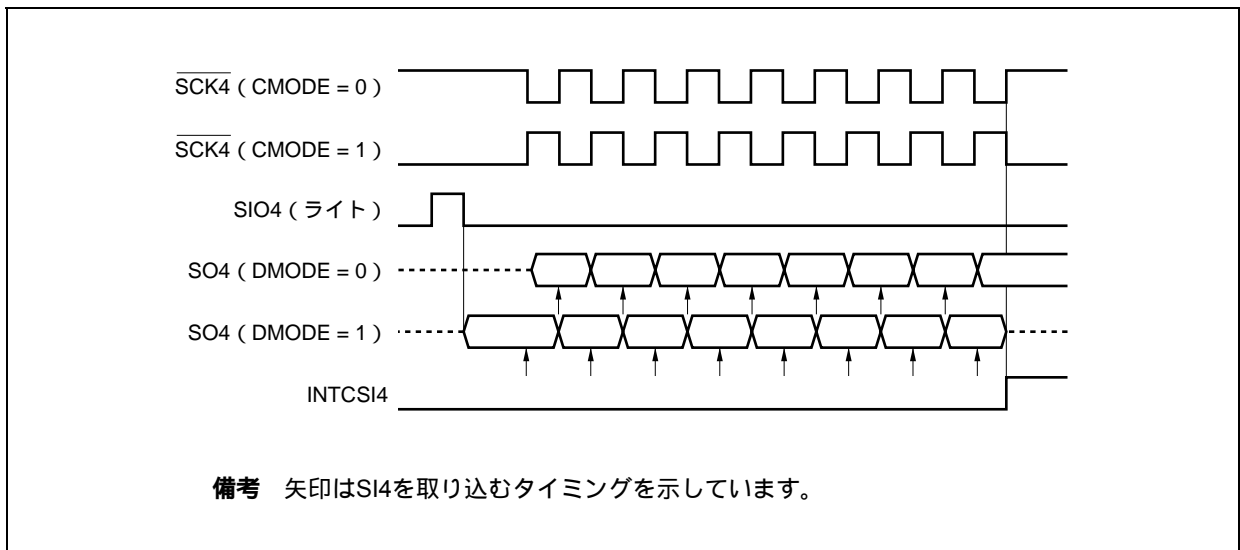 SCK4 ( CMODE = 0 )
SCK4 ( CMODE = 1 )
SIO4 ( ライト )
SO4 ( DMODE = 0 )
SO4 ( DMODE = 1 )
INTCSI4
備考　矢印はSI4を取り込むタイミングを示しています。